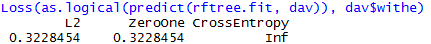 Loss(as.logical(predict(rftree.fit, dav)), dav$withe)
L2 ZeroOne CrossEntropy
0.3228454 0.3228454 Inf